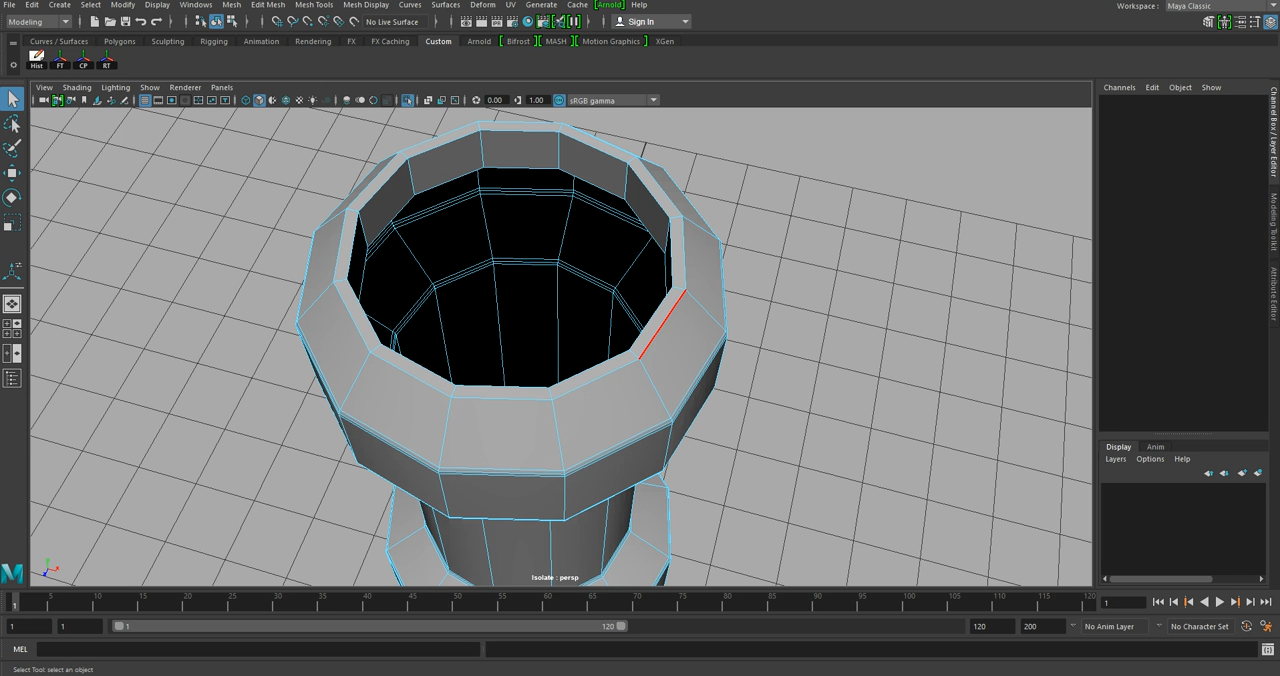 File Edit Create Select Modify Display Windows Mesh Edit Mesh Mesh Tools Mesh Display Curves Surfaces Deform UV Generate Cache [Arnold] Help Workspace : Maya Classic
Modeling No Live Surface Sign In
Curves / Surfaces Polygons Sculpting Rigging Animation Rendering FX FX Caching Custom Arnold [ Bifrost ] [ MASH ] [ Motion Graphics ] XGen
Hist FT CP RT
View Shading Lighting Show Renderer Panels
0.00 1.00 sRGB gamma
Channels Edit Object Show
Channel Box / Layer Editor
Modeling Toolkit
Attribute Editor
Display Anim
Layers Options Help
Isolate : persp
1 5 10 15 20 25 30 35 40 45 50 55 60 65 70 75 80 85 90 95 100 105 110 115 120 1
1 1 1 120 120 200 No Anim Layer No Character Set
MEL
Select Tool: select an object